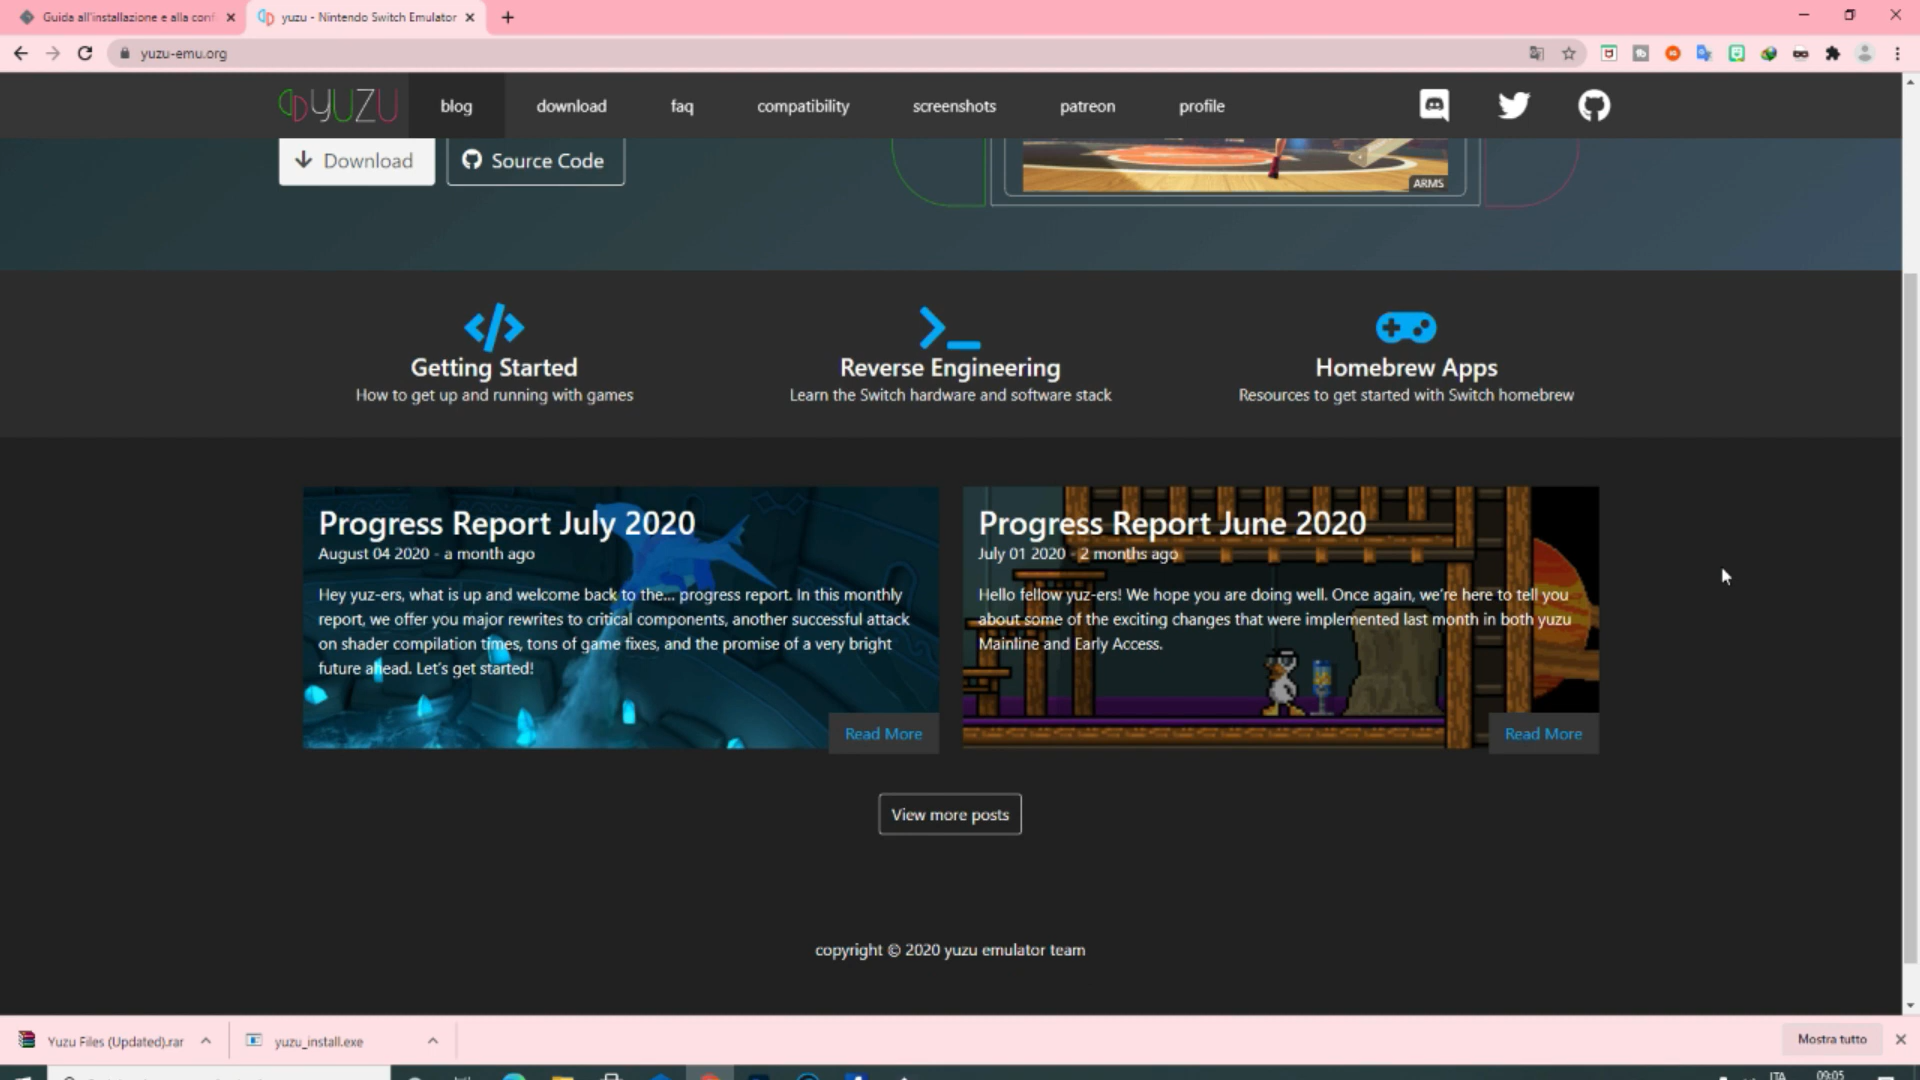 Guida all'installazione e alla conf
yuzu - Nintendo Switch Emulator
yuzu-emu.org
YUZU
blog
download
faq
compatibility
screenshots
patreon
profile
Download
Source Code
ARMS
Getting Started
How to get up and running with games
Reverse Engineering
Learn the Switch hardware and software stack
Homebrew Apps
Resources to get started with Switch homebrew
Progress Report July 2020
August 04 2020 - a month ago
Hey yuz-ers, what is up and welcome back to the... progress report. In this monthly
report, we offer you major rewrites to critical components, another successful attack
on shader compilation times, tons of game fixes, and the promise of a very bright
future ahead. Let's get started!
Read More
Progress Report June 2020
July 01 2020 - 2 months ago
Hello fellow yuz-ers! We hope you are doing well. Once again, we're here to tell you
about some of the exciting changes that were implemented last month in both yuzu
Mainline and Early Access.
Read More
View more posts
copyright © 2020 yuzu emulator team
Yuzu Files (Updated).rar
yuzu_install.exe
Mostra tutto
ITA
09:05